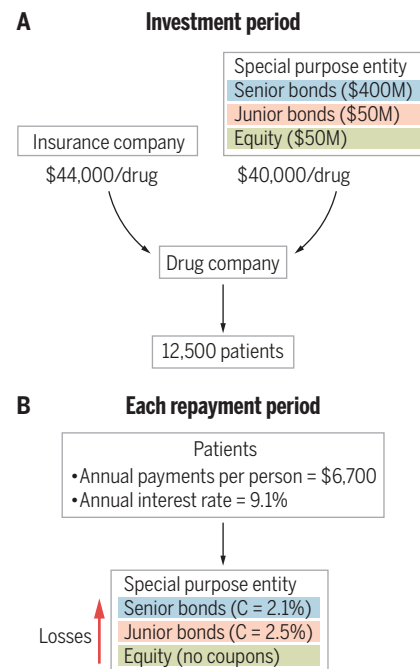 A Investment period
Special purpose entity
Senior bonds ($400M)
Junior bonds ($50M)
Equity ($50M)
Insurance company
$44,000/drug
$40,000/drug
Drug company
12,500 patients
B Each repayment period
Patients
•Annual payments per person = $6,700
•Annual interest rate = 9.1%
Special purpose entity
Senior bonds (C = 2.1%)
Junior bonds (C = 2.5%)
Equity (no coupons)
Losses